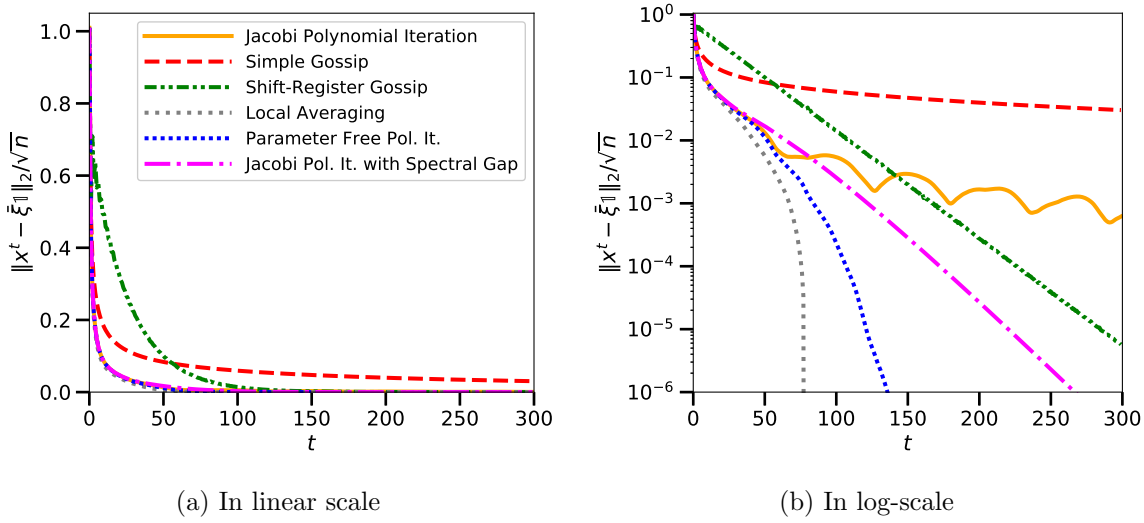 1.0
0.8
0.6
0.4
0.2
0.0
0 50 100 150 200 250 300
t
‖x^t − ξ̄𝟙‖₂/√n
Jacobi Polynomial Iteration
Simple Gossip
Shift-Register Gossip
Local Averaging
Parameter Free Pol. It.
Jacobi Pol. It. with Spectral Gap
(a) In linear scale
10⁰
10⁻¹
10⁻²
10⁻³
10⁻⁴
10⁻⁵
10⁻⁶
0 50 100 150 200 250 300
t
‖x^t − ξ̄𝟙‖₂/√n
(b) In log-scale